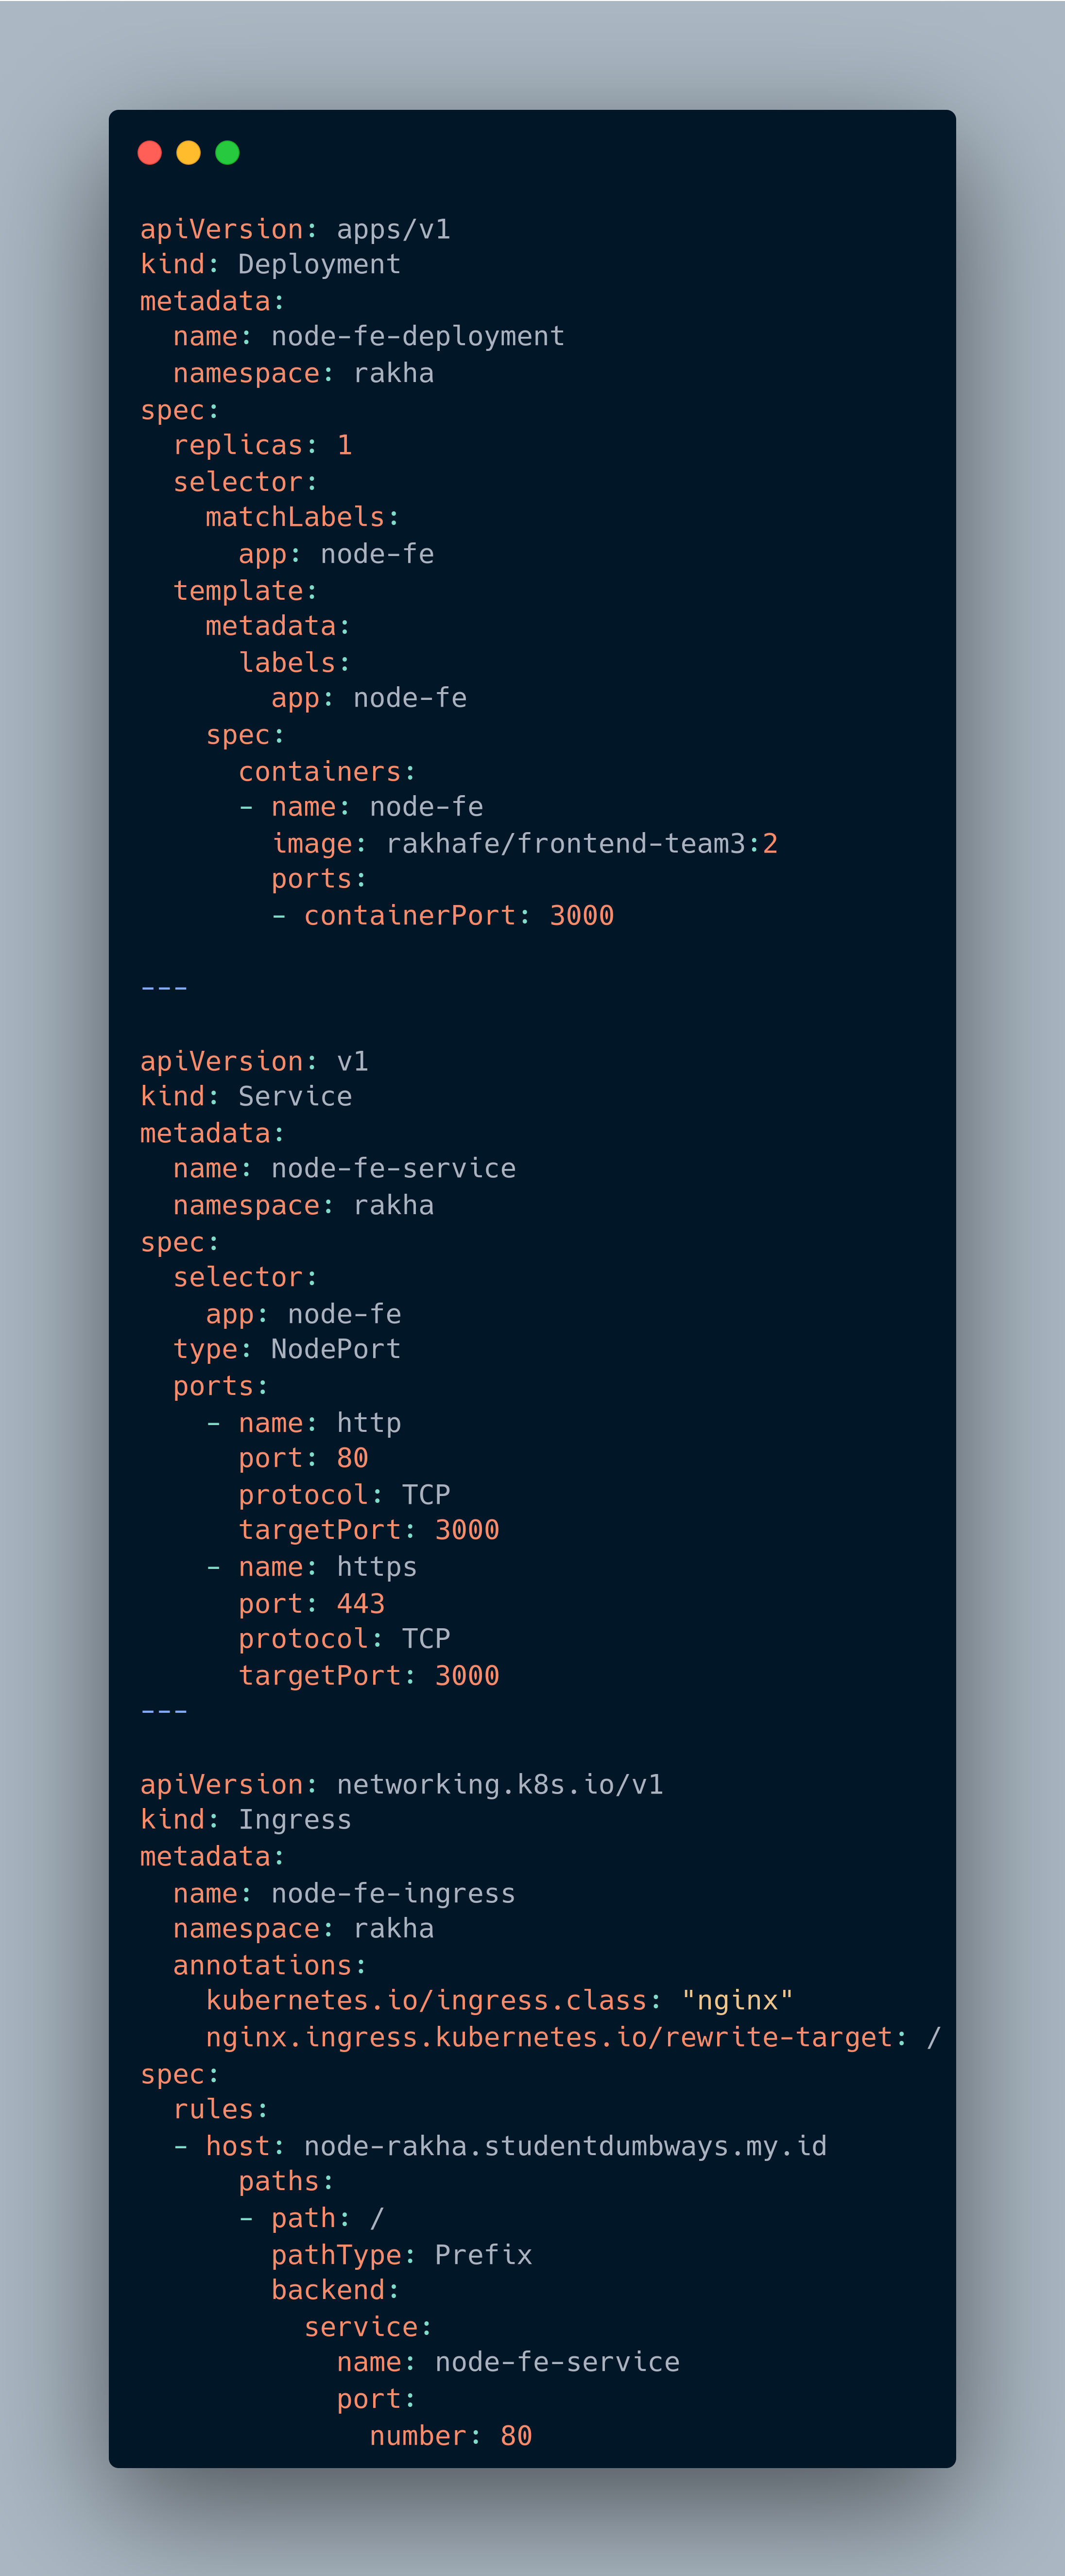 apiVersion: apps/v1
kind: Deployment
metadata:
  name: node-fe-deployment
  namespace: rakha
spec:
  replicas: 1
  selector:
    matchLabels:
      app: node-fe
  template:
    metadata:
      labels:
        app: node-fe
    spec:
      containers:
      - name: node-fe
        image: rakhafe/frontend-team3:2
        ports:
        - containerPort: 3000

---

apiVersion: v1
kind: Service
metadata:
  name: node-fe-service
  namespace: rakha
spec:
  selector:
    app: node-fe
  type: NodePort
  ports:
    - name: http
      port: 80
      protocol: TCP
      targetPort: 3000
    - name: https
      port: 443
      protocol: TCP
      targetPort: 3000
---

apiVersion: networking.k8s.io/v1
kind: Ingress
metadata:
  name: node-fe-ingress
  namespace: rakha
  annotations:
    kubernetes.io/ingress.class: "nginx"
    nginx.ingress.kubernetes.io/rewrite-target: /
spec:
  rules:
  - host: node-rakha.studentdumbways.my.id
      paths:
      - path: /
        pathType: Prefix
        backend:
          service:
            name: node-fe-service
            port:
              number: 80